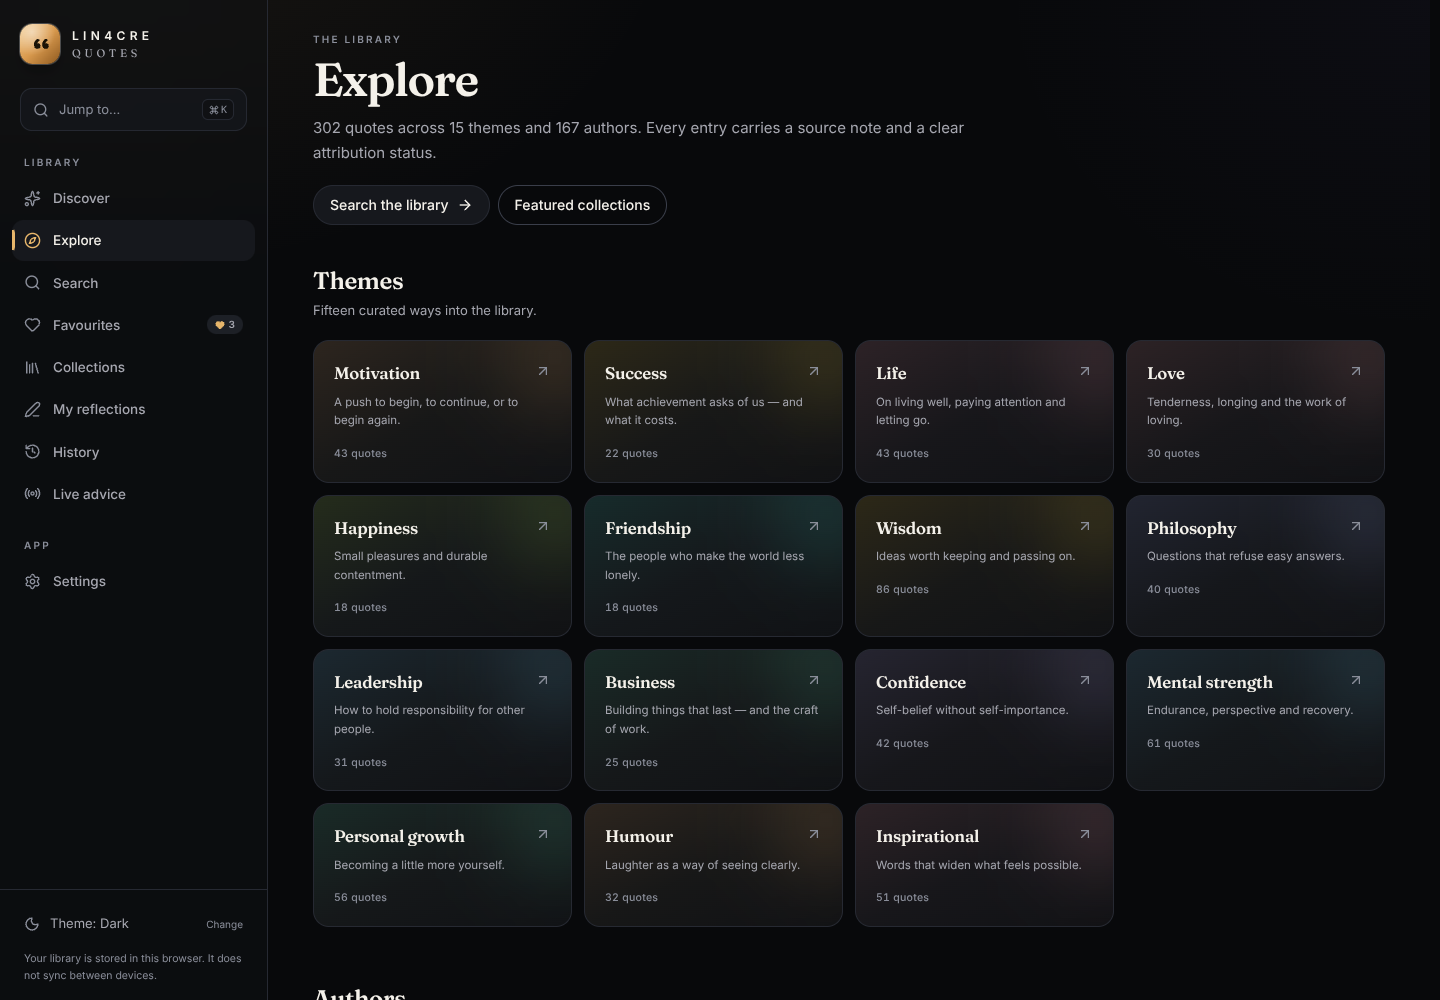 LIN4CRE
QUOTES
Jump to...
⌘K
LIBRARY
Discover
Explore
Search
Favourites
3
Collections
My reflections
History
Live advice
APP
Settings
Theme: Dark
Change
Your library is stored in this browser. It does
not sync between devices.
THE LIBRARY
Explore
302 quotes across 15 themes and 167 authors. Every entry carries a source note and a clear
attribution status.
Search the library
Featured collections
Themes
Fifteen curated ways into the library.
Motivation
A push to begin, to continue, or to
begin again.
43 quotes
Success
What achievement asks of us — and
what it costs.
22 quotes
Life
On living well, paying attention and
letting go.
43 quotes
Love
Tenderness, longing and the work of
loving.
30 quotes
Happiness
Small pleasures and durable
contentment.
18 quotes
Friendship
The people who make the world less
lonely.
18 quotes
Wisdom
Ideas worth keeping and passing on.
86 quotes
Philosophy
Questions that refuse easy answers.
40 quotes
Leadership
How to hold responsibility for other
people.
31 quotes
Business
Building things that last — and the craft
of work.
25 quotes
Confidence
Self-belief without self-importance.
42 quotes
Mental strength
Endurance, perspective and recovery.
61 quotes
Personal growth
Becoming a little more yourself.
56 quotes
Humour
Laughter as a way of seeing clearly.
32 quotes
Inspirational
Words that widen what feels possible.
51 quotes
Authors